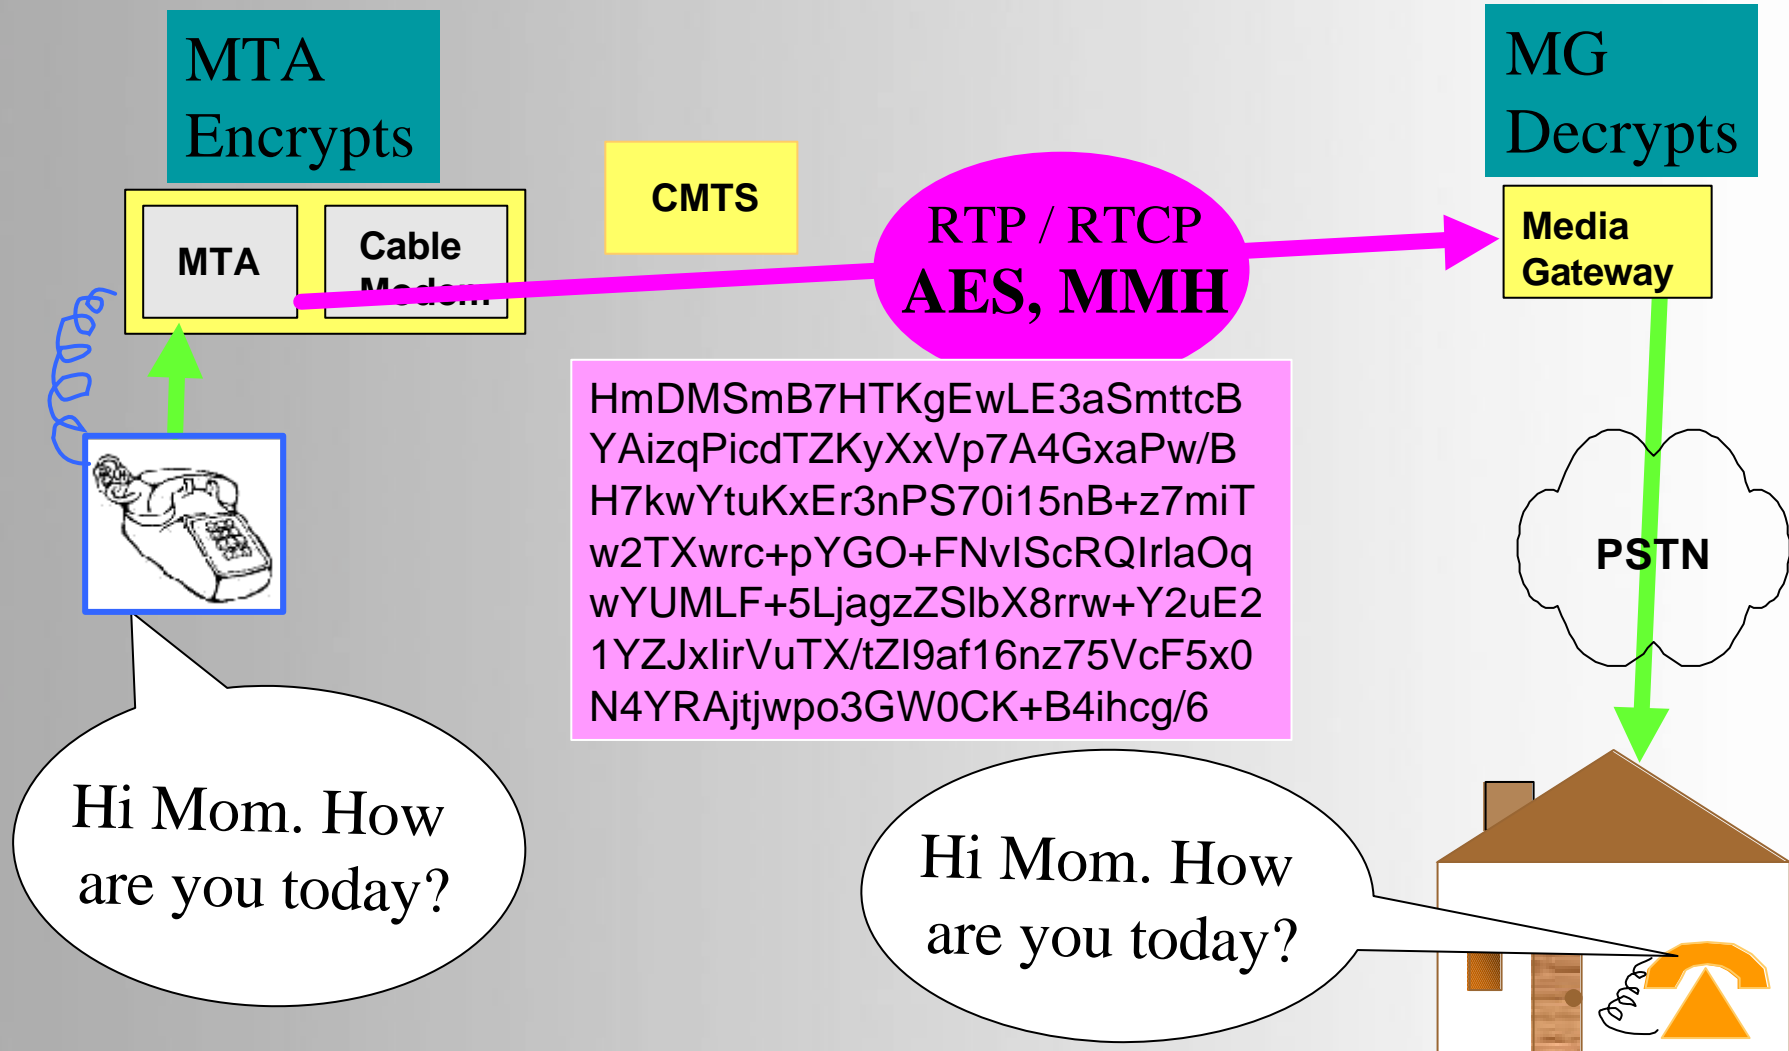 MTA
Encrypts
MG
Decrypts
CMTS
RTP / RTCP
AES, MMH
MTA
Cable
Modem
Media
Gateway
HmDMSmB7HTKgEwLE3aSmttcB
YAizqPicdTZKyXxVp7A4GxaPw/B
H7kwYtuKxEr3nPS70i15nB+z7miT
w2TXwrc+pYGO+FNvIScRQIrlaOq
wYUMLF+5LjagzZSlbX8rrw+Y2uE2
1YZJxIirVuTX/tZI9af16nz75VcF5x0
N4YRAjtjwpo3GW0CK+B4ihcg/6
PSTN
Hi Mom. How
are you today?
Hi Mom. How
are you today?